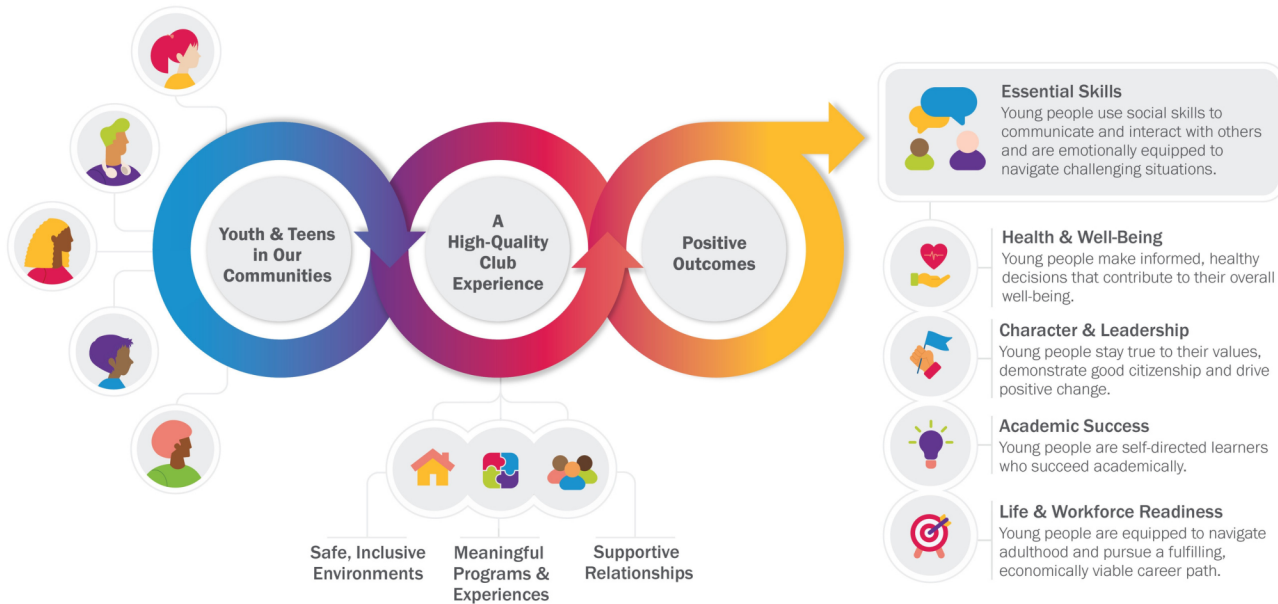 Youth & Teens
in Our
Communities
A
High-Quality
Club
Experience
Positive
Outcomes
Safe, Inclusive
Environments
Meaningful
Programs &
Experiences
Supportive
Relationships
Essential Skills
Young people use social skills to
communicate and interact with others
and are emotionally equipped to
navigate challenging situations.
Health & Well-Being
Young people make informed, healthy
decisions that contribute to their overall
well-being.
Character & Leadership
Young people stay true to their values,
demonstrate good citizenship and drive
positive change.
Academic Success
Young people are self-directed learners
who succeed academically.
Life & Workforce Readiness
Young people are equipped to navigate
adulthood and pursue a fulfilling,
economically viable career path.